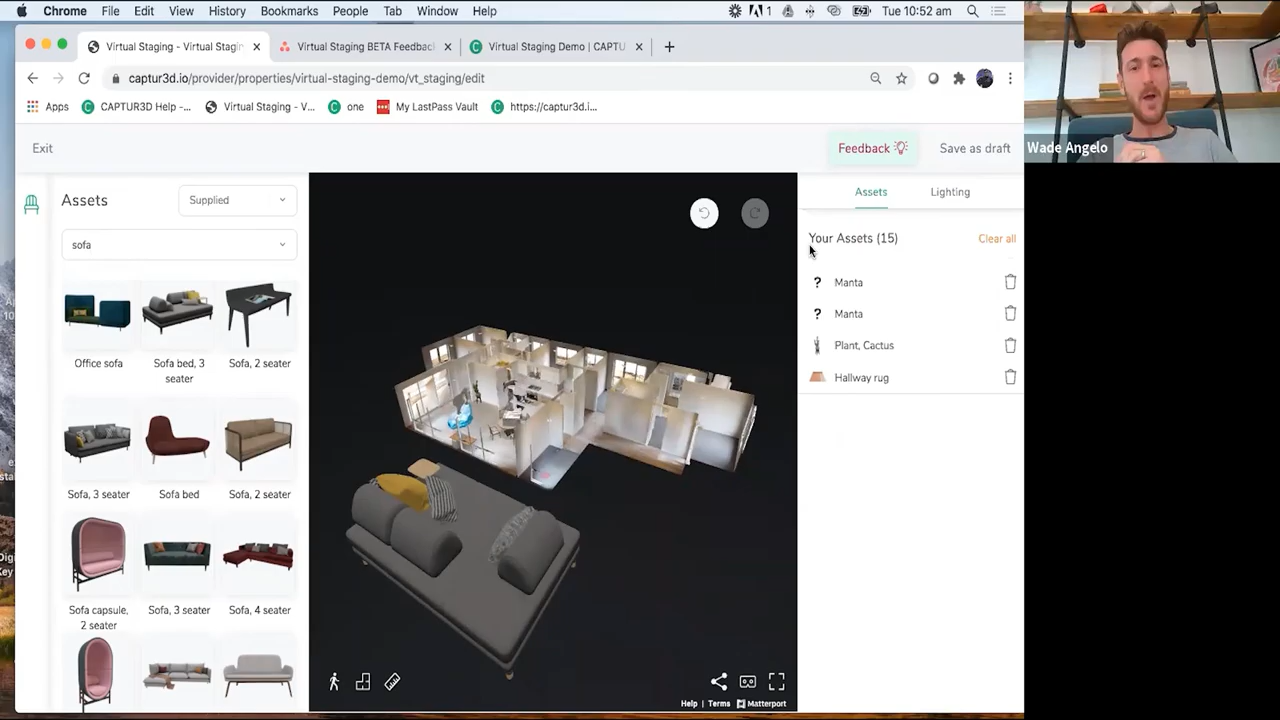 Chrome File Edit View History Bookmarks People Tab Window Help
1 Tue 10:52 am
Virtual Staging - Virtual Stagin
Virtual Staging BETA Feedback
Virtual Staging Demo | CAPTU
captur3d.io/provider/properties/virtual-staging-demo/vt_staging/edit
Apps
CAPTUR3D Help -...
Virtual Staging - V...
one
My LastPass Vault
https://captur3d.i...
Exit
Feedback
Save as draft
Wade Angelo
Assets
Supplied
sofa
Office sofa
Sofa bed, 3
seater
Sofa, 2 seater
Sofa, 3 seater
Sofa bed
Sofa, 2 seater
Sofa capsule,
2 seater
Sofa, 3 seater
Sofa, 4 seater
Help | Terms
Matterport
Assets
Lighting
Your Assets (15)
Clear all
? Manta
? Manta
Plant, Cactus
Hallway rug